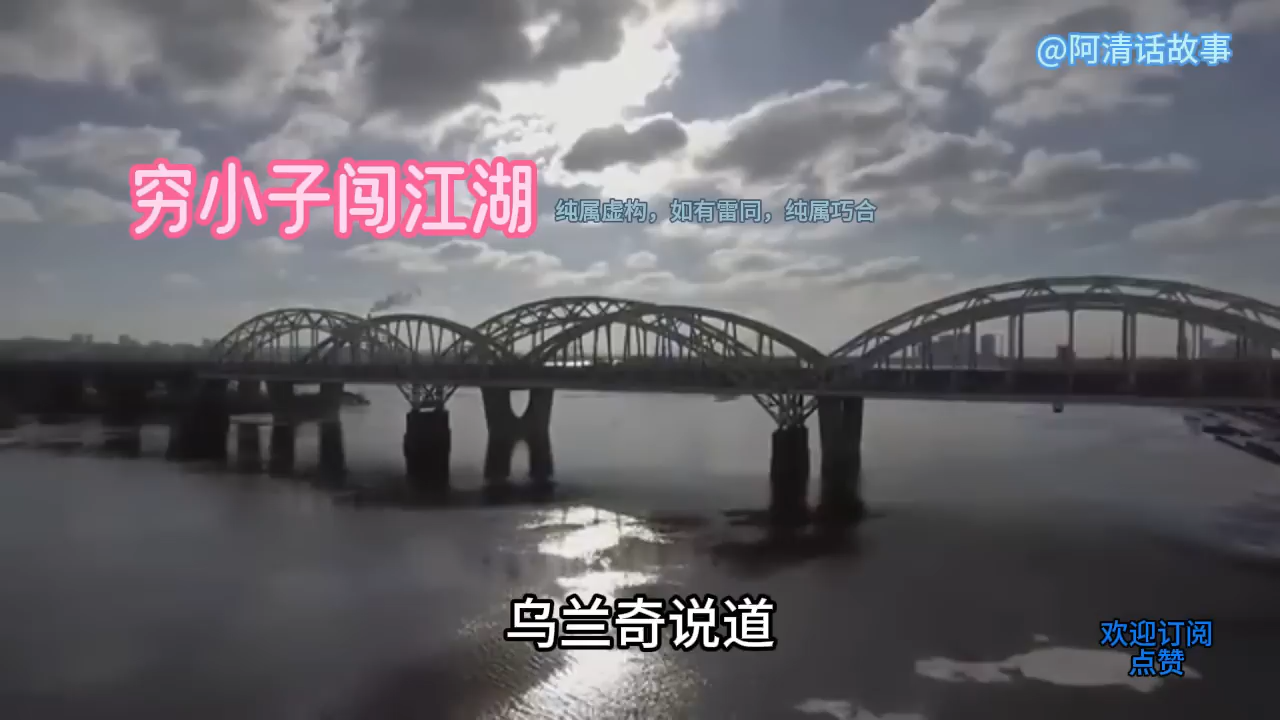 @阿清话故事
穷小子闯江湖
纯属虚构，如有雷同，纯属巧合
乌兰奇说道
欢迎订阅
点赞